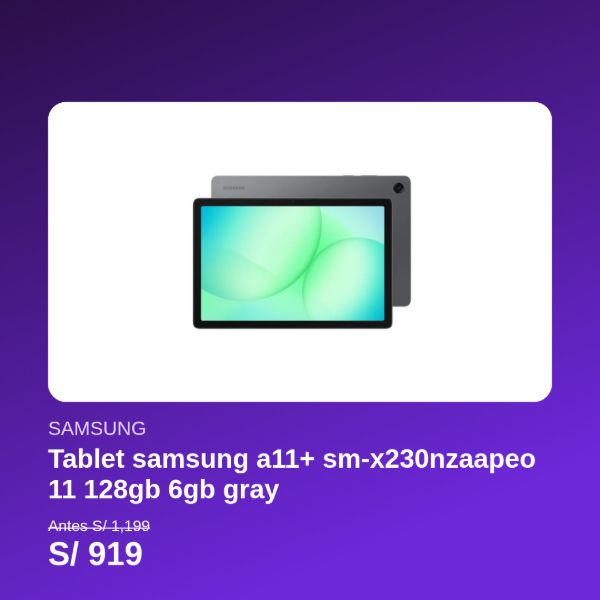 SAMSUNG
Tablet samsung a11+ sm-x230nzaapeo
11 128gb 6gb gray
Antes S/ 1,199
S/ 919